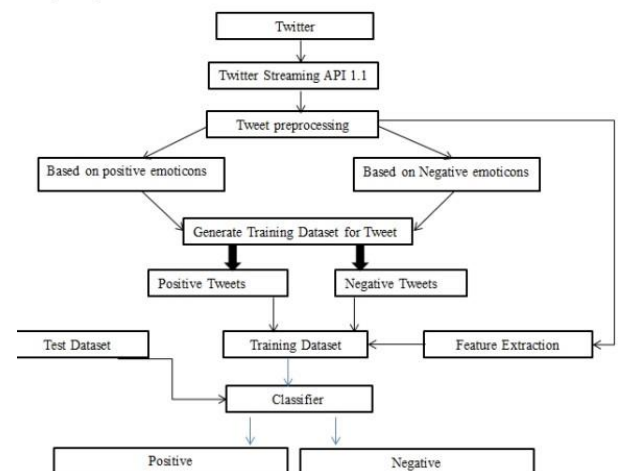 Twitter
Twitter Streaming API 1.1
Tweet preprocessing
Based on positive emoticons
Based on Negative emoticons
Generate Training Dataset for Tweet
Positive Tweets
Negative Tweets
Test Dataset
Training Dataset
Feature Extraction
Classifier
Positive
Negative